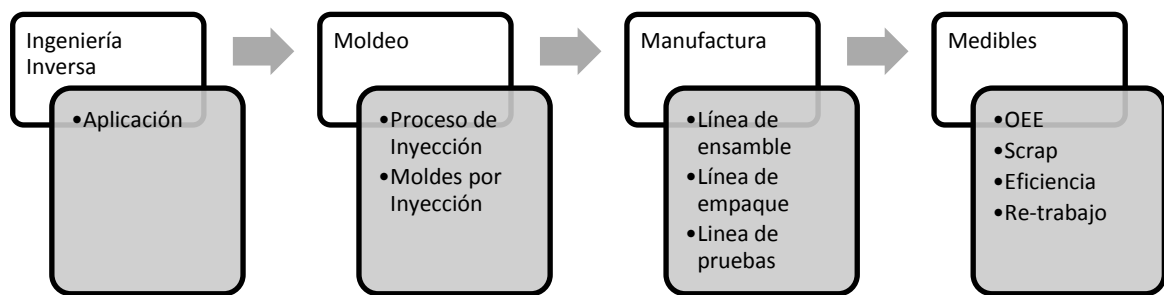 Ingeniería
Inversa
•Aplicación
Moldeo
•Proceso de
Inyección
•Moldes por
Inyección
Manufactura
•Línea de
ensamble
•Línea de
empaque
•Linea de
pruebas
Medibles
•OEE
•Scrap
•Eficiencia
•Re-trabajo